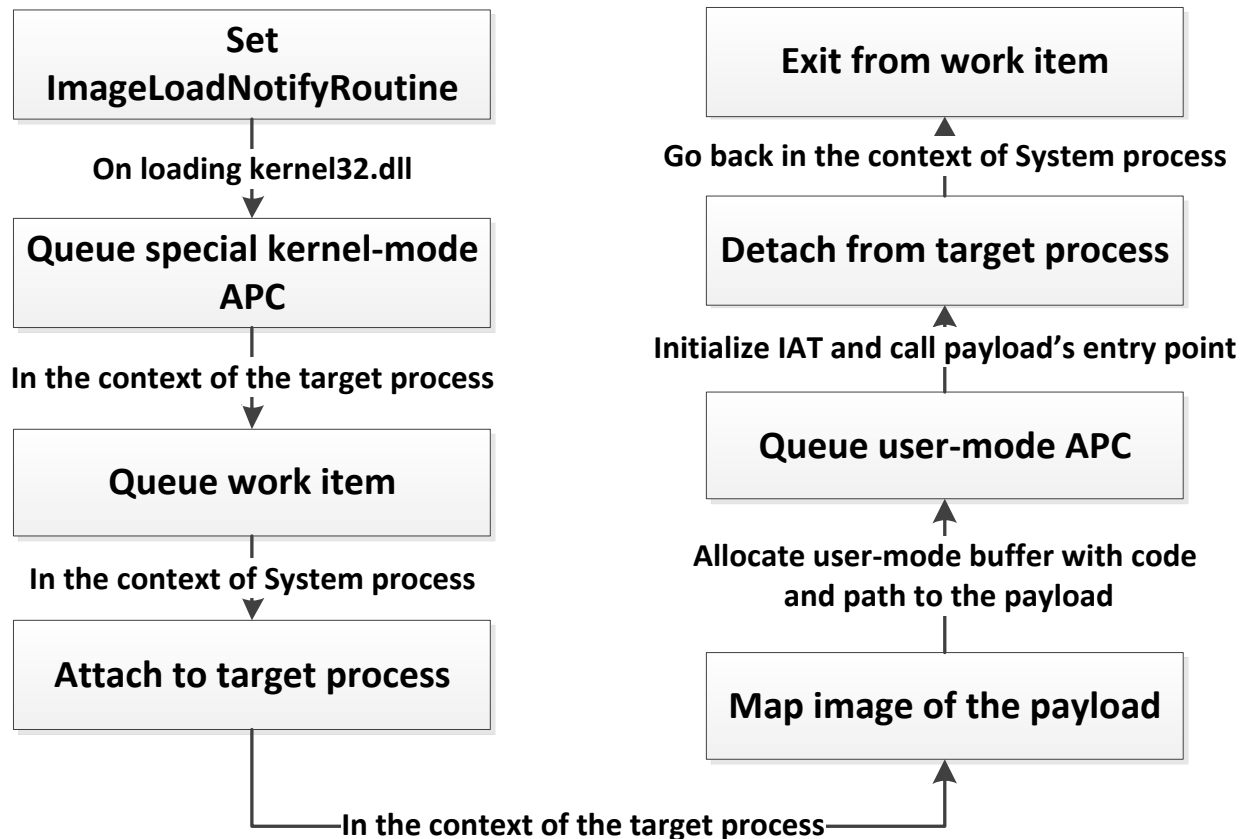 Set
ImageLoadNotifyRoutine
On loading kernel32.dll
Queue special kernel-mode
APC
In the context of the target process
Queue work item
In the context of System process
Attach to target process
In the context of the target process
Map image of the payload
Allocate user-mode buffer with code
and path to the payload
Queue user-mode APC
Initialize IAT and call payload's entry point
Detach from target process
Go back in the context of System process
Exit from work item